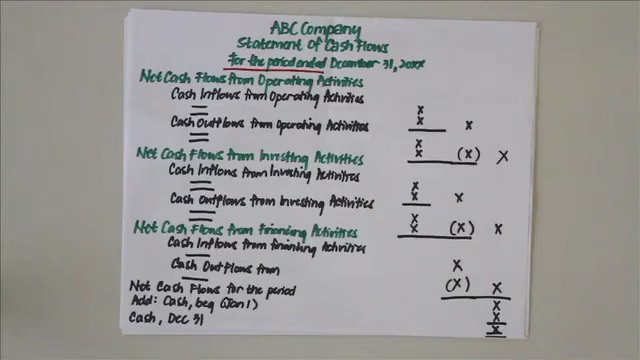 ABC Company
Statement Of Cash Flows
For the period ended December 31, 20xx
Net Cash Flows from Operating Activities
Cash Inflows from Operating Activities
x
Cash Outflows from Operating Activities x x
Net Cash Flows from Investing Activities x x (x) x
Cash Inflows from Investing Activities
x
Cash Outflows from Investing Activities x x
Net Cash Flows from Financing Activities x x (x) x
Cash Inflows from Financing Activities
Cash Outflows from x
Net Cash Flows for the period (x) x
Add: Cash, beg (Jan 1) x
x
Cash, Dec 31 x